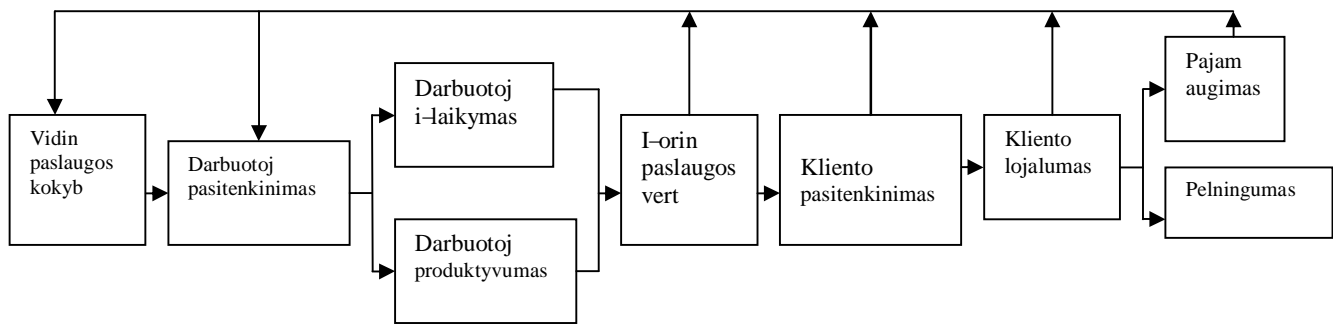 Vidin
paslaugos
kokyb
Darbuotoj
pasitenkinimas
Darbuotoj
i–laikymas
Darbuotoj
produktyvumas
I–orin
paslaugos
vert
Kliento
pasitenkinimas
Kliento
lojalumas
Pajam
augimas
Pelningumas